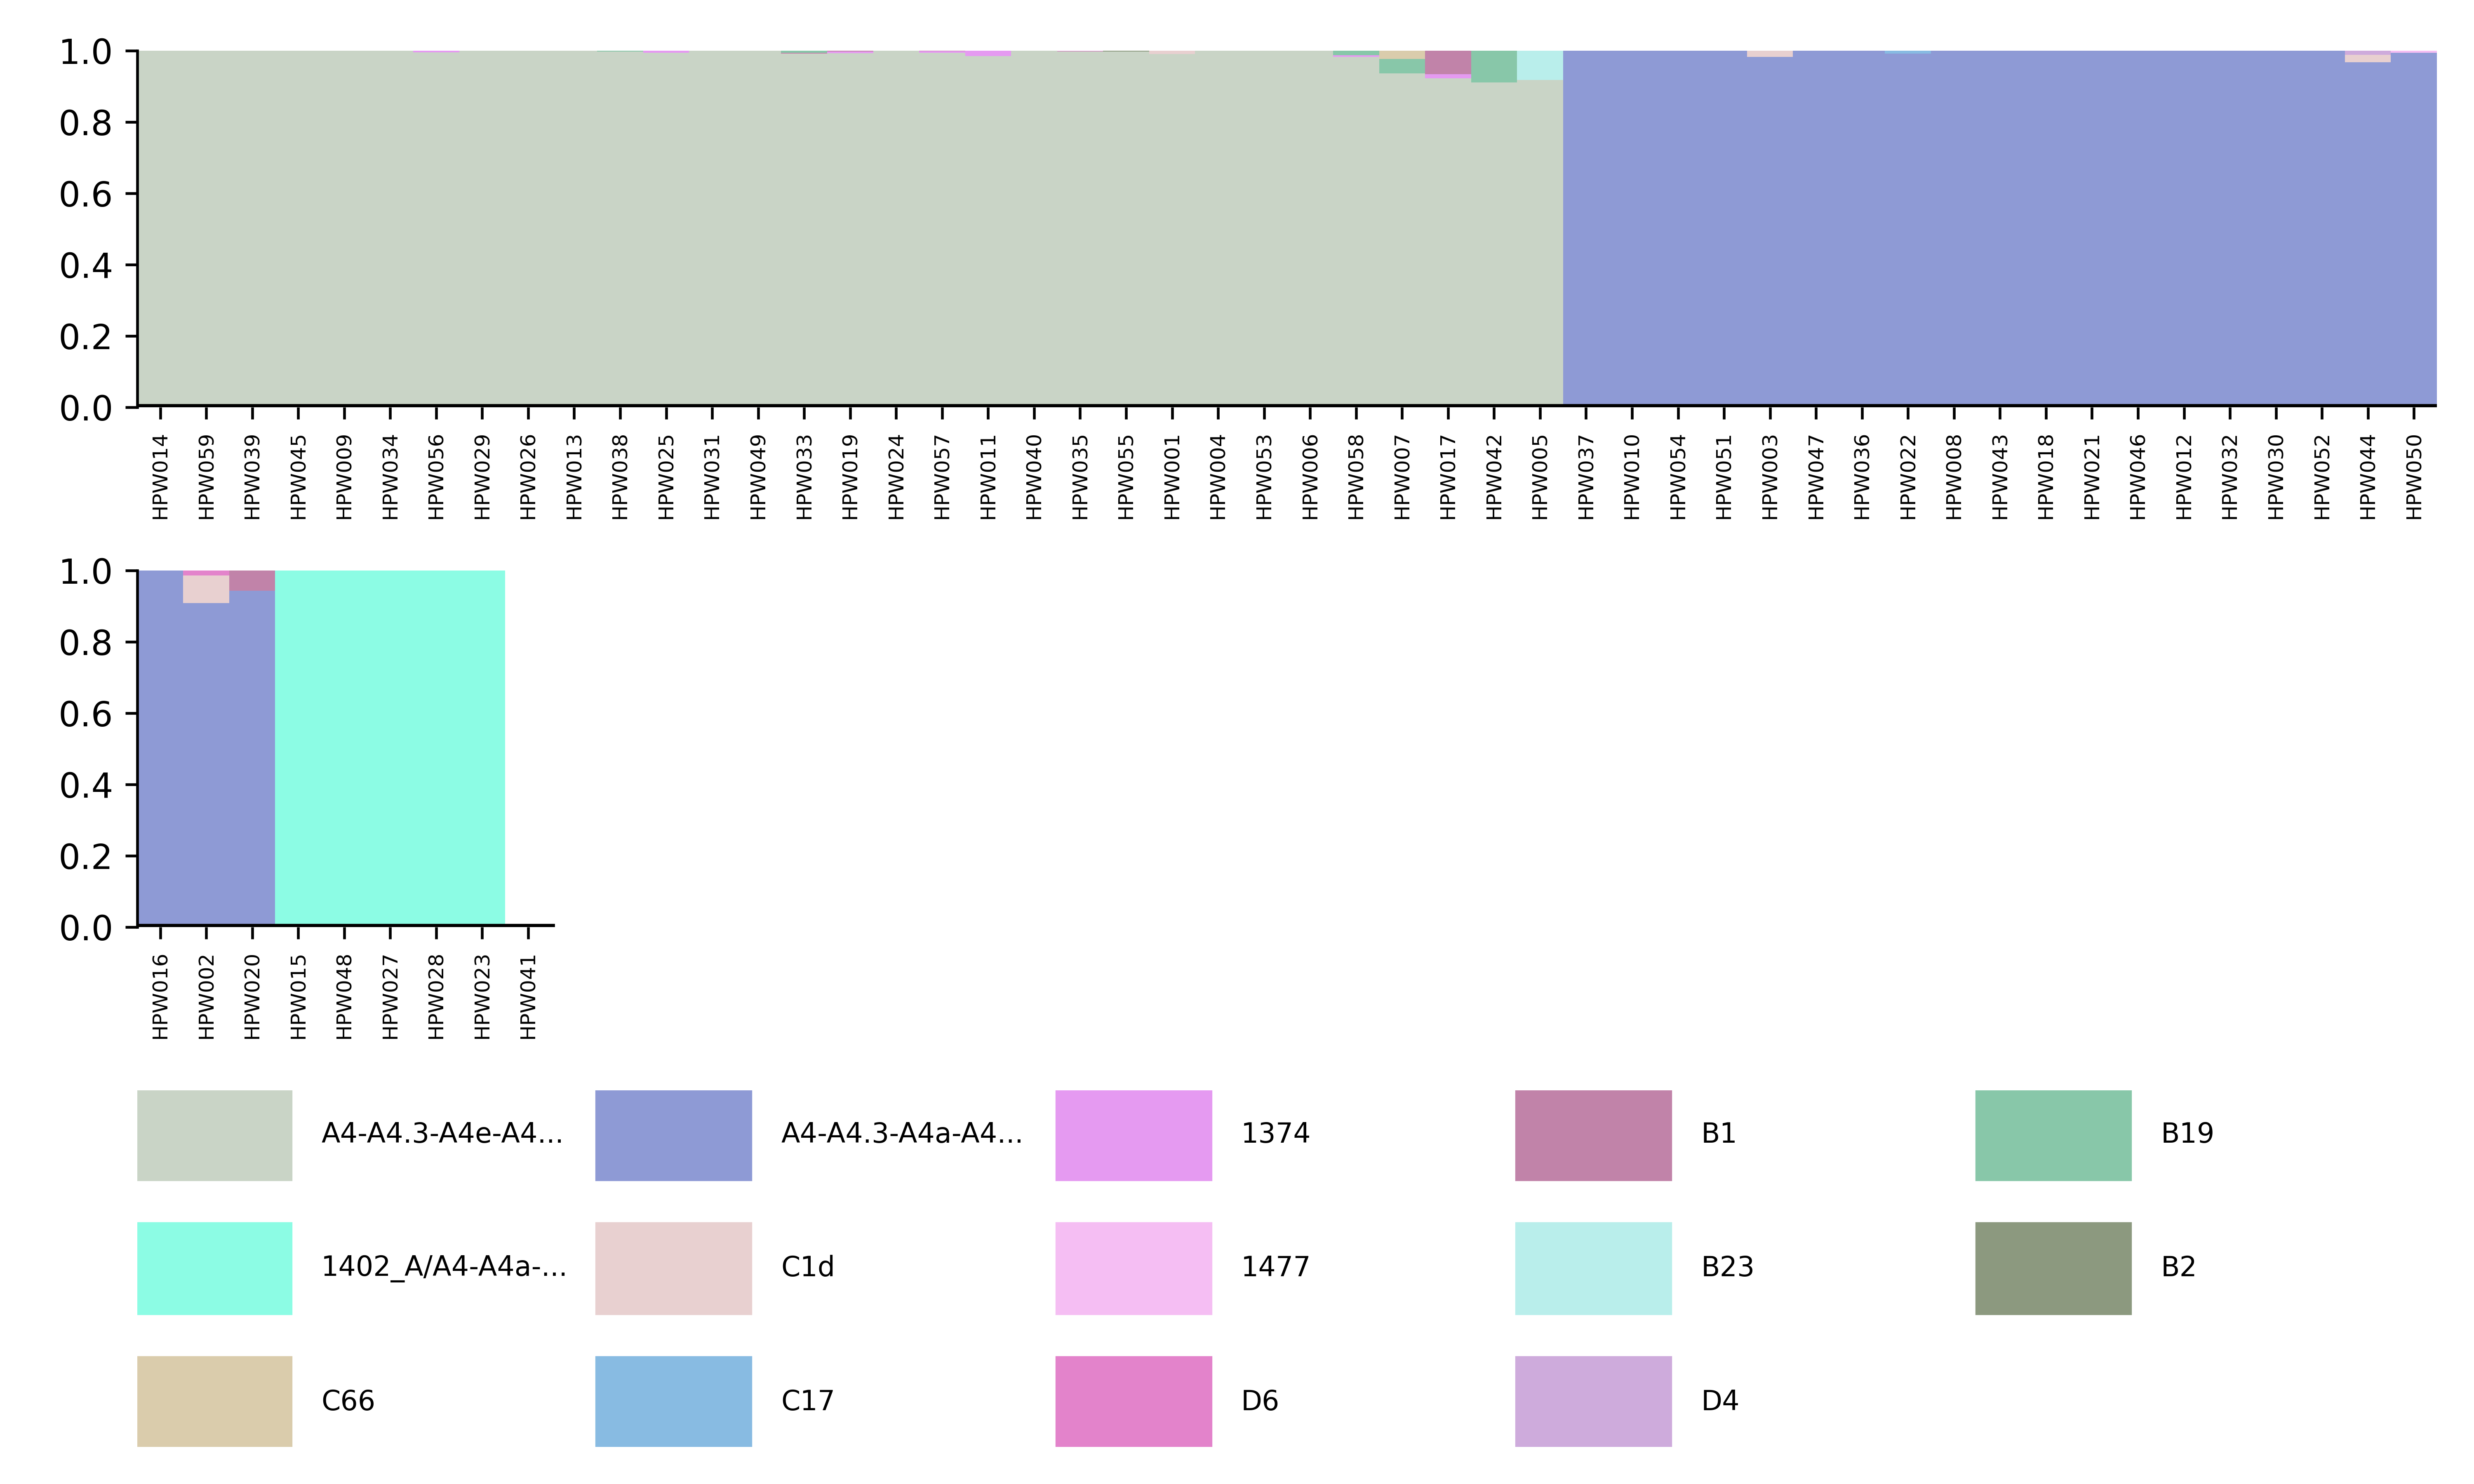 1.0
0.8
0.6
0.4
0.2
0.0
HPW014 HPW059 HPW039 HPW045 HPW009 HPW034 HPW056 HPW029 HPW026 HPW013 HPW038 HPW025 HPW031 HPW049 HPW033 HPW019 HPW024 HPW057 HPW011 HPW040 HPW035 HPW055 HPW001 HPW004 HPW053 HPW006 HPW058 HPW007 HPW017 HPW042 HPW005 HPW037 HPW010 HPW054 HPW051 HPW003 HPW047 HPW036 HPW022 HPW008 HPW043 HPW018 HPW021 HPW046 HPW012 HPW032 HPW030 HPW052 HPW044 HPW050
1.0
0.8
0.6
0.4
0.2
0.0
HPW016 HPW002 HPW020 HPW015 HPW048 HPW027 HPW028 HPW023 HPW041
A4-A4.3-A4e-A4... A4-A4.3-A4a-A4... 1374 B1 B19
1402_A/A4-A4a-... C1d 1477 B23 B2
C66 C17 D6 D4